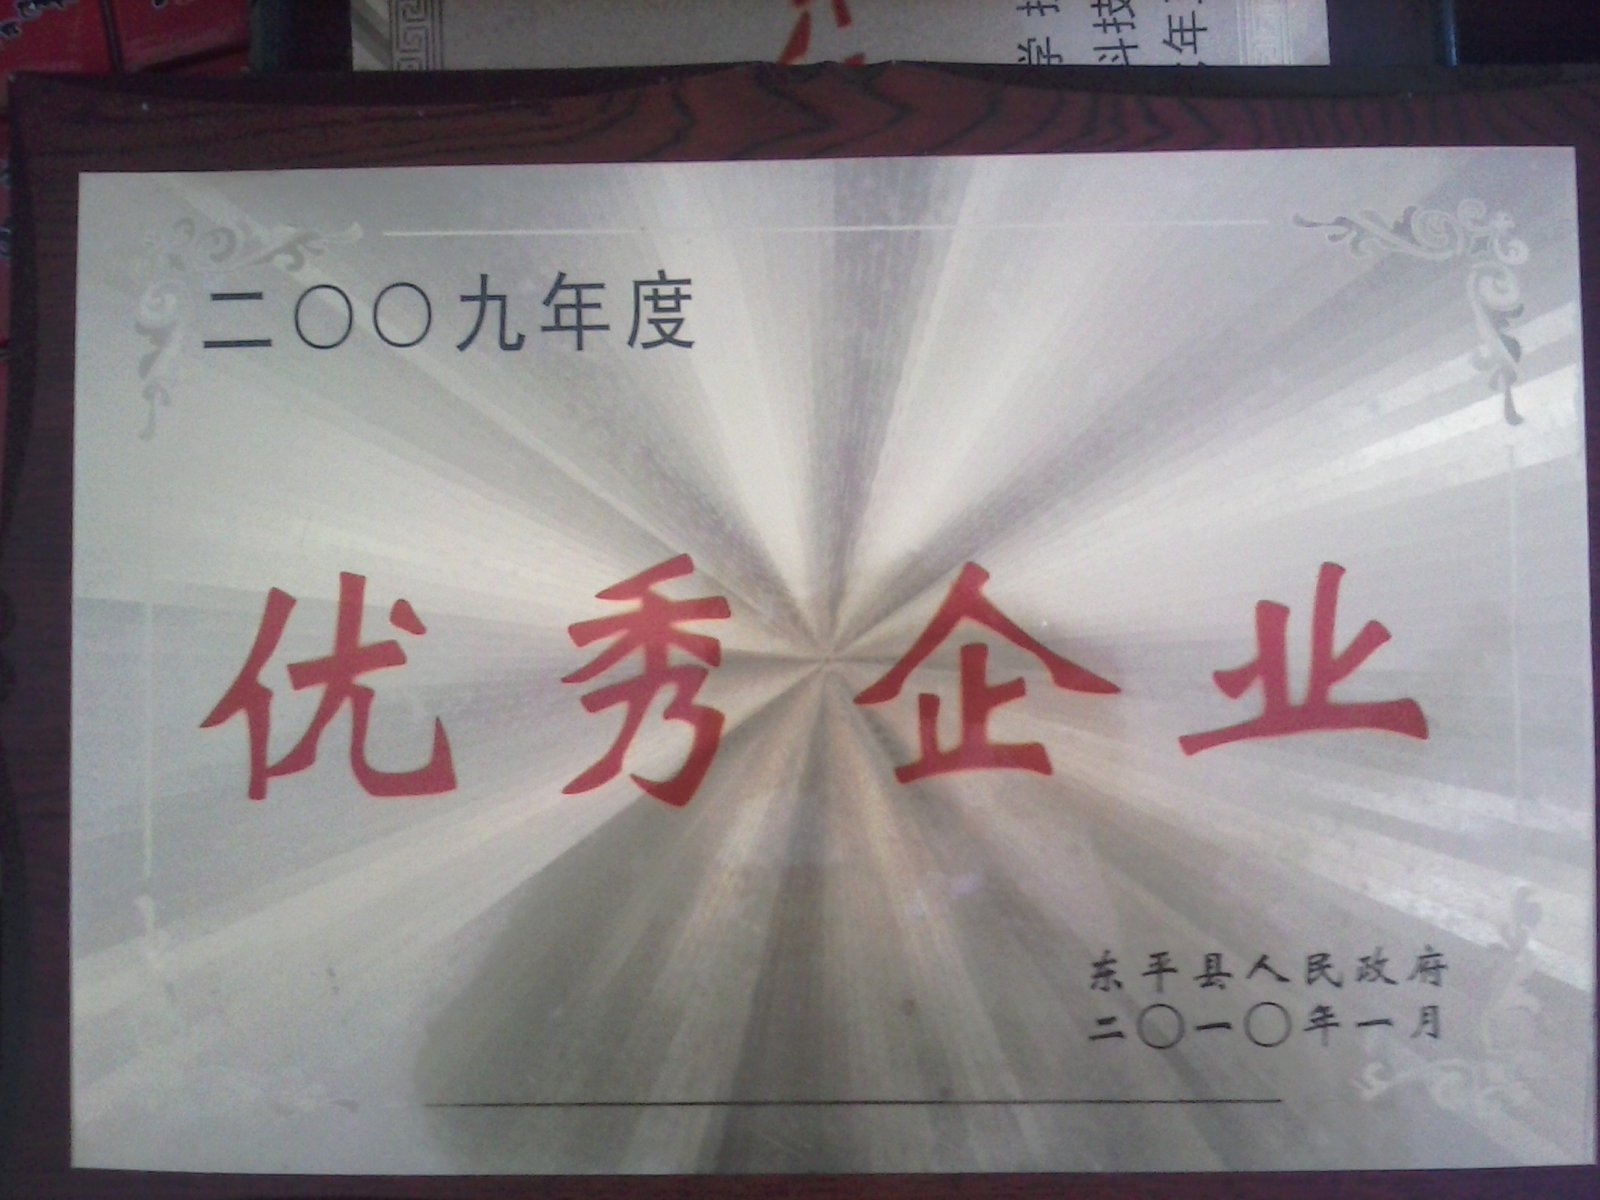 二〇〇九年度
优秀企业
东平县人民政府
二〇一〇年一月